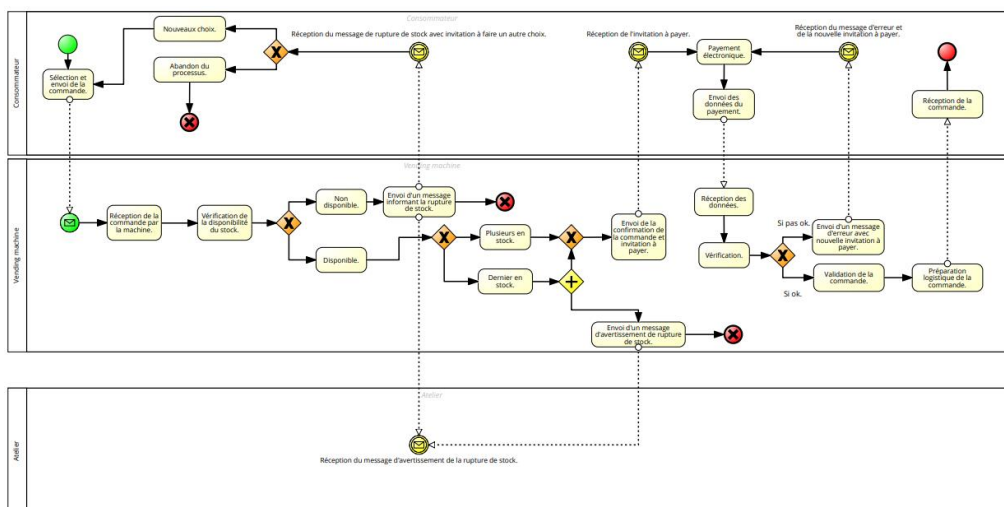 Consommateur
Consommateur
Nouveaux choix.
Réception du message de rupture de stock avec invitation à faire un autre choix.
Abandon du
processus.
Sélection et
envoi de la
commande.
Réception de l'invitation à payer.
Payement
électronique.
Réception du message d'erreur et
de la nouvelle invitation à payer.
Envoi des
données du
payement.
Réception de la
commande.
Vending machine
Vending machine
Réception de la
commande par
la machine.
Vérification de
la disponibilité
du stock.
Non
disponible.
Envoi d'un message
informant la rupture
de stock.
Disponible.
Plusieurs en
stock.
Dernier en
stock.
Envoi de la
confirmation de
la commande et
invitation à
payer.
Envoi d'un message
d'avertissement de rupture
de stock.
Réception des
données.
Vérification.
Si pas ok.
Envoi d'un message
d'erreur avec
nouvelle invitation à
payer.
Si ok.
Validation de la
commande.
Préparation
logistique de la
commande.
Atelier
Atelier
Réception du message d'avertissement de la rupture de stock.